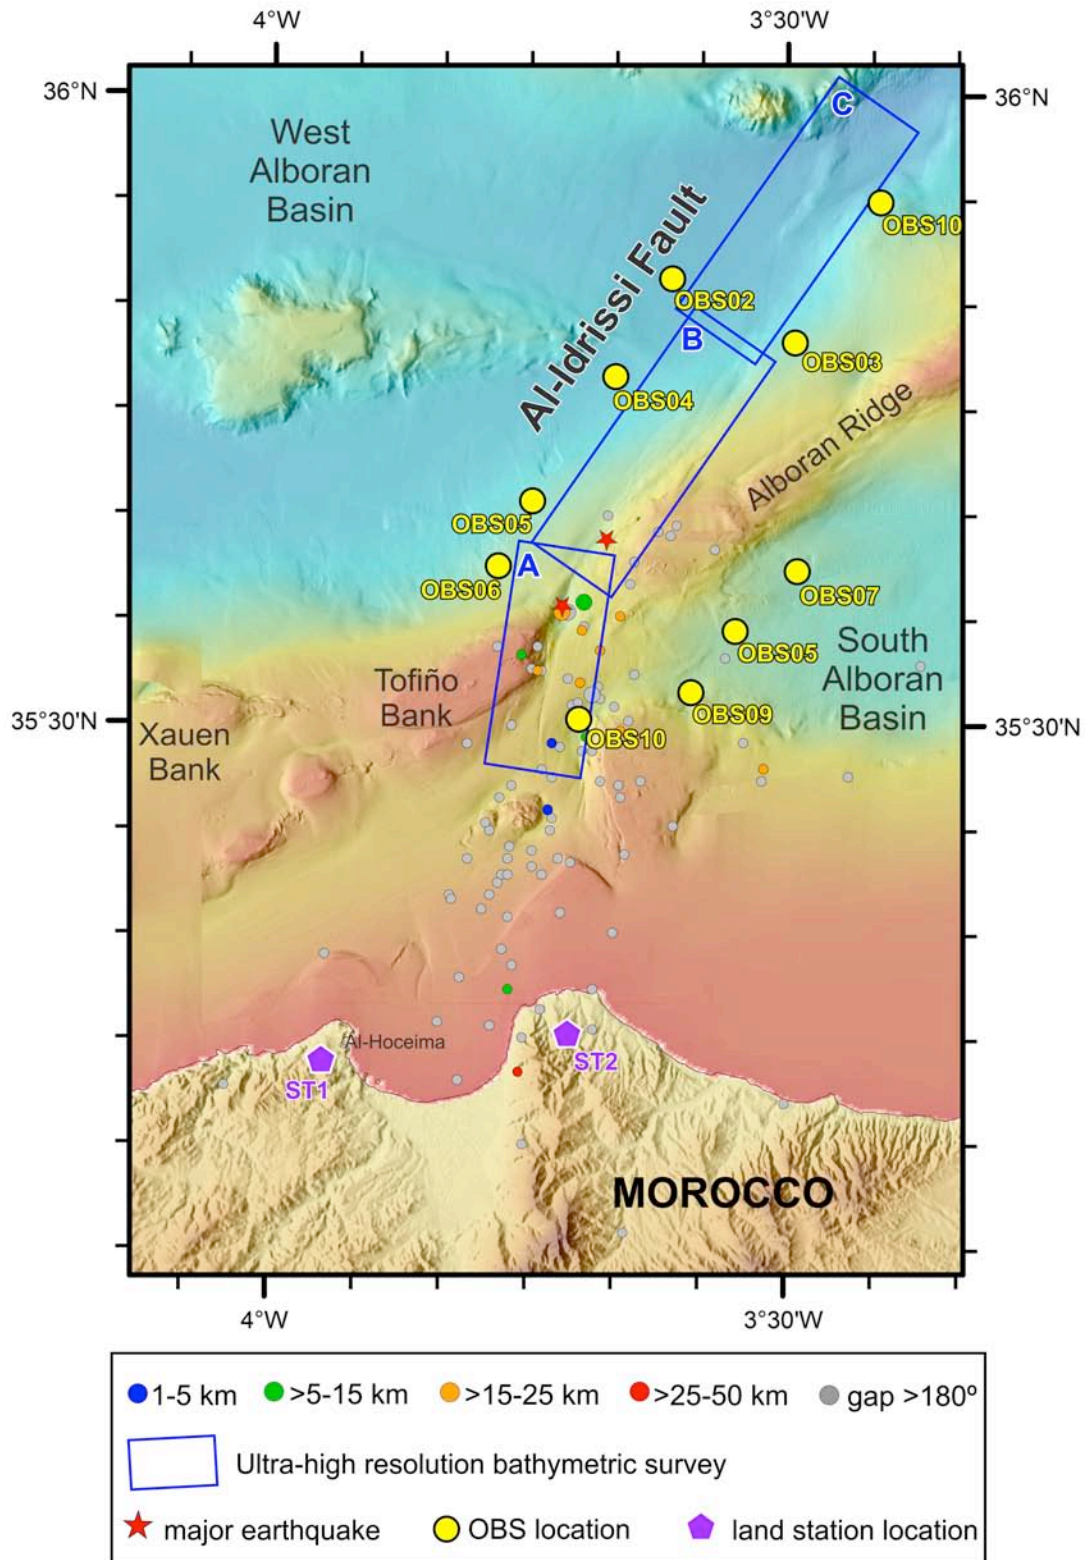 4°W
3°30'W
36°N
36°N
C
West
Alboran
Basin
OBS10
Al-Idrissi Fault
OBS02
B
OBS03
OBS04
Alboran Ridge
OBS05
A
OBS06
OBS07
OBS05
South
Alboran
Basin
Tofiño
Bank
OBS09
35°30'N
35°30'N
Xauen
Bank
OBS10
Al-Hoceima
ST1
ST2
MOROCCO
4°W
3°30'W
1-5 km
>5-15 km
>15-25 km
>25-50 km
gap >180º
Ultra-high resolution bathymetric survey
major earthquake
OBS location
land station location